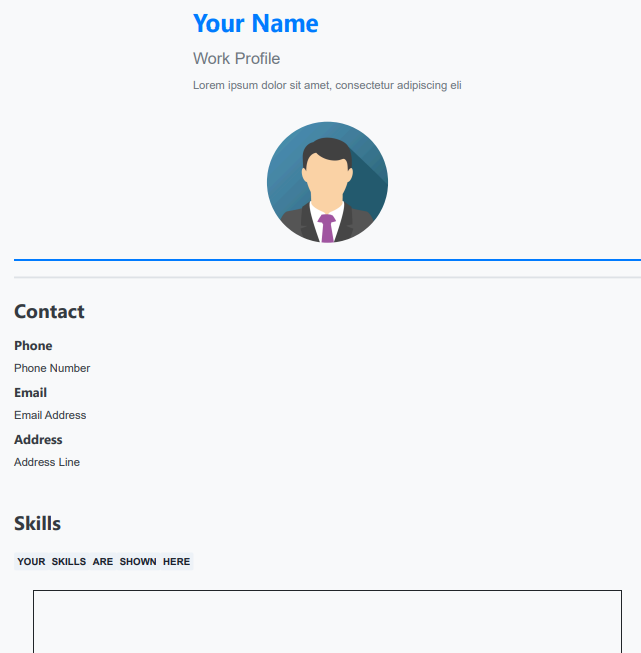 Your Name
Work Profile
Lorem ipsum dolor sit amet, consectetur adipiscing eli
Contact
Phone
Phone Number
Email
Email Address
Address
Address Line
Skills
YOUR SKILLS ARE SHOWN HERE